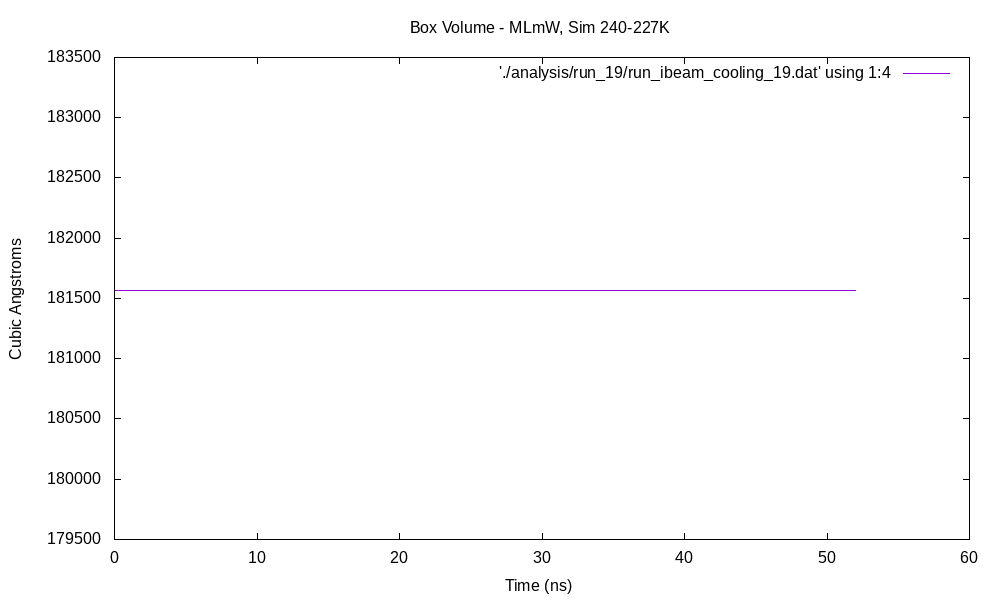 Box Volume - MLmW, Sim 240-227K
'./analysis/run_19/run_ibeam_cooling_19.dat' using 1:4
183500
183000
182500
182000
181500
181000
180500
180000
179500
Cubic Angstroms
0 10 20 30 40 50 60
Time (ns)